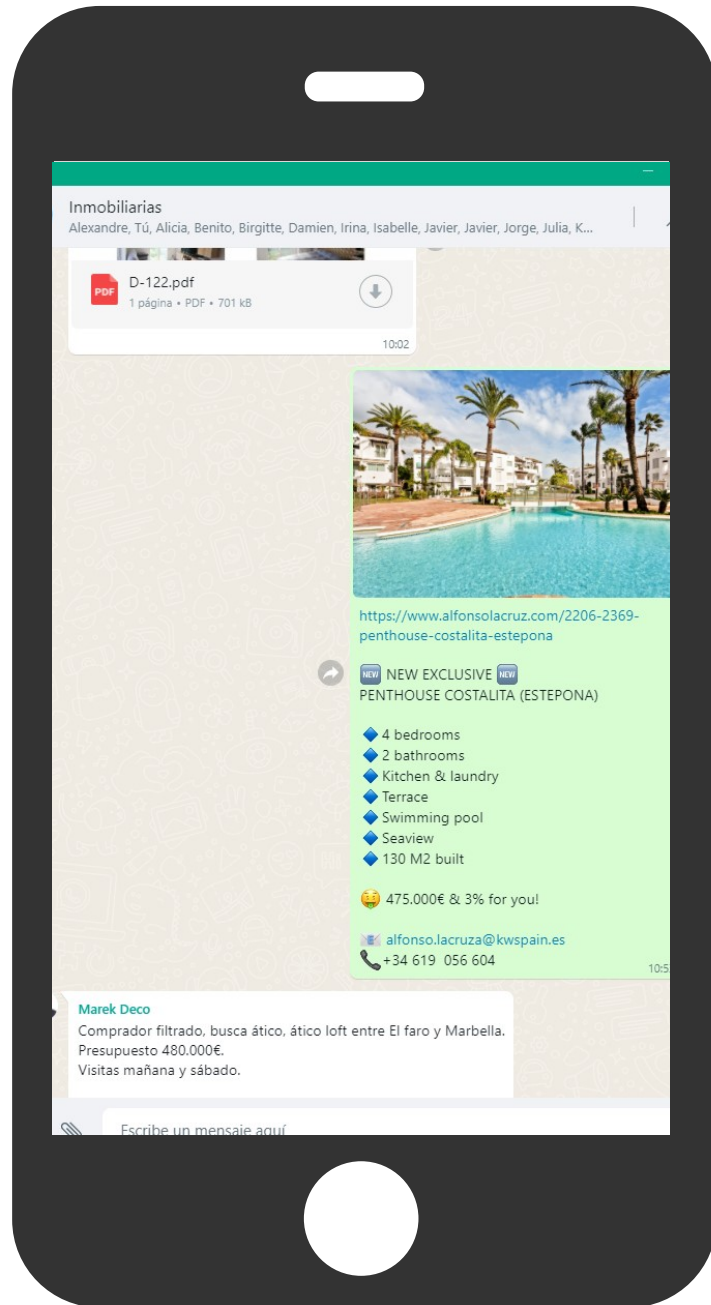 Inmobiliarias
Alexandre, Tú, Alicia, Benito, Birgitte, Damien, Irina, Isabelle, Javier, Javier, Jorge, Julia, K...
PDF
D-122.pdf
1 página • PDF • 701 kB
10:02
https://www.alfonsolacruz.com/2206-2369-
penthouse-costalita-estepona
NEW NEW EXCLUSIVE NEW
PENTHOUSE COSTALITA (ESTEPONA)
4 bedrooms
2 bathrooms
Kitchen & laundry
Terrace
Swimming pool
Seaview
130 M2 built
475.000€ & 3% for you!
alfonso.lacruza@kwspain.es
+34 619 056 604
Marek Deco
Comprador filtrado, busca ático, ático loft entre El faro y Marbella.
Presupuesto 480.000€.
Visitas mañana y sábado.
Escribe un mensaje aquí